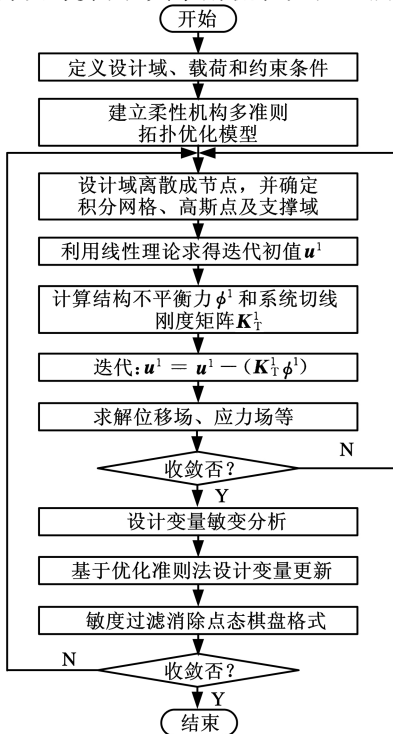 开始
定义设计域、载荷和约束条件
建立柔性机构多准则
拓扑优化模型
设计域离散成节点，并确定
积分网格、高斯点及支撑域
利用线性理论求得迭代初值u¹
计算结构不平衡力ϕ¹和系统切线
刚度矩阵K¹_T
迭代:u¹ = u¹ − (K¹_T ϕ¹)
求解位移场、应力场等
N
收敛否?
Y
设计变量敏变分析
基于优化准则法设计变量更新
敏度过滤消除点态棋盘格式
N
收敛否?
Y
结束